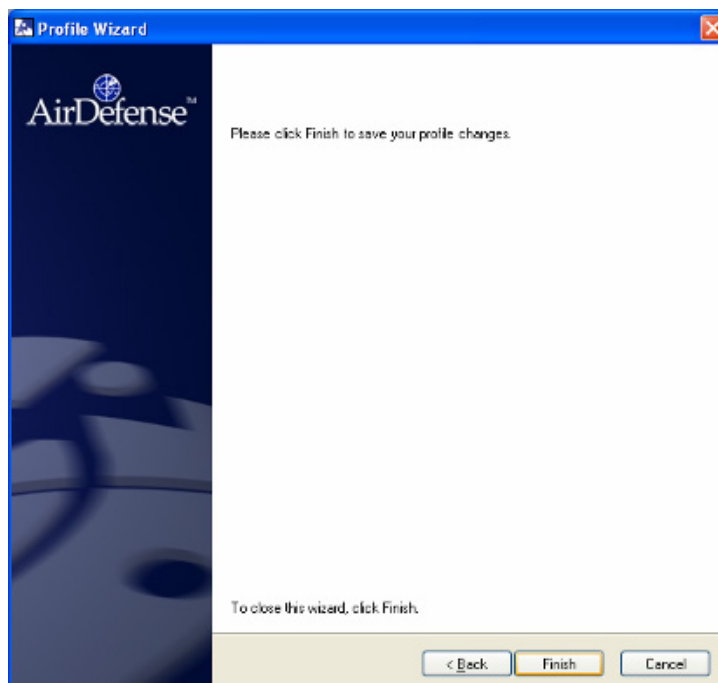 Profile Wizard
AirDefense™
Please click Finish to save your profile changes.
To close this wizard, click Finish.
< Back
Finish
Cancel